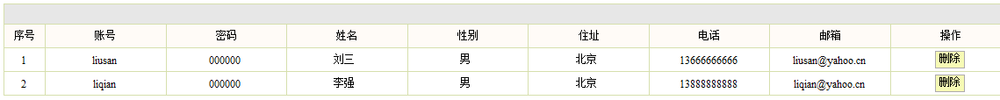 序号 账号 密码 姓名 性别 住址 电话 邮箱 操作
1 liusan 000000 刘三 男 北京 13666666666 liusan@yahoo.cn 删除
2 liqian 000000 李强 男 北京 13888888888 liqian@yahoo.cn 删除